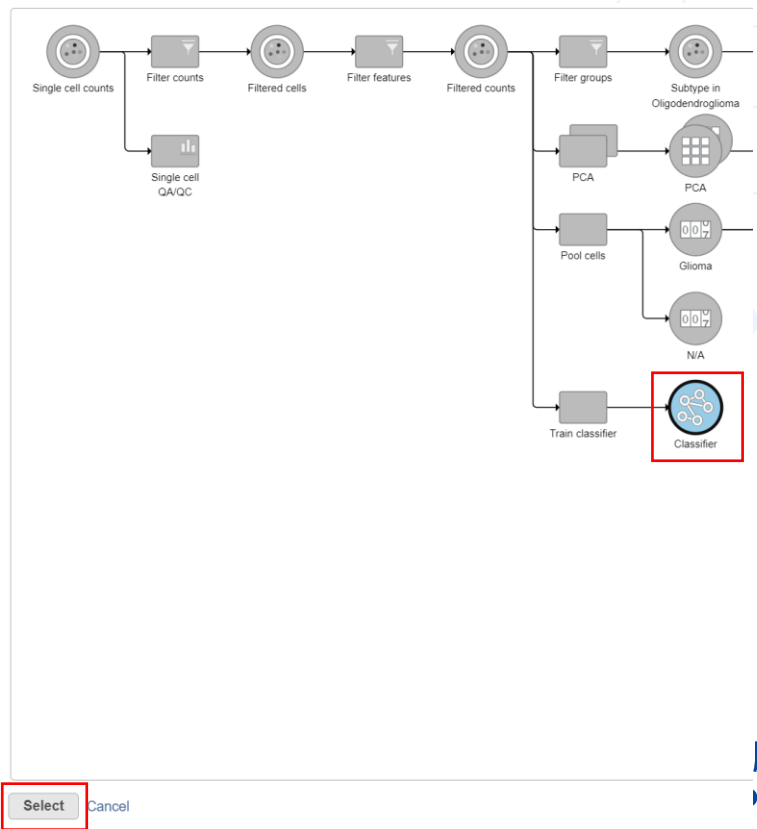 Single cell counts
Filter counts
Filtered cells
Filter features
Filtered counts
Filter groups
Subtype in
Oligodendroglioma
Single cell
QA/QC
PCA
PCA
Pool cells
Glioma
N/A
Train classifier
Classifier
Select
Cancel